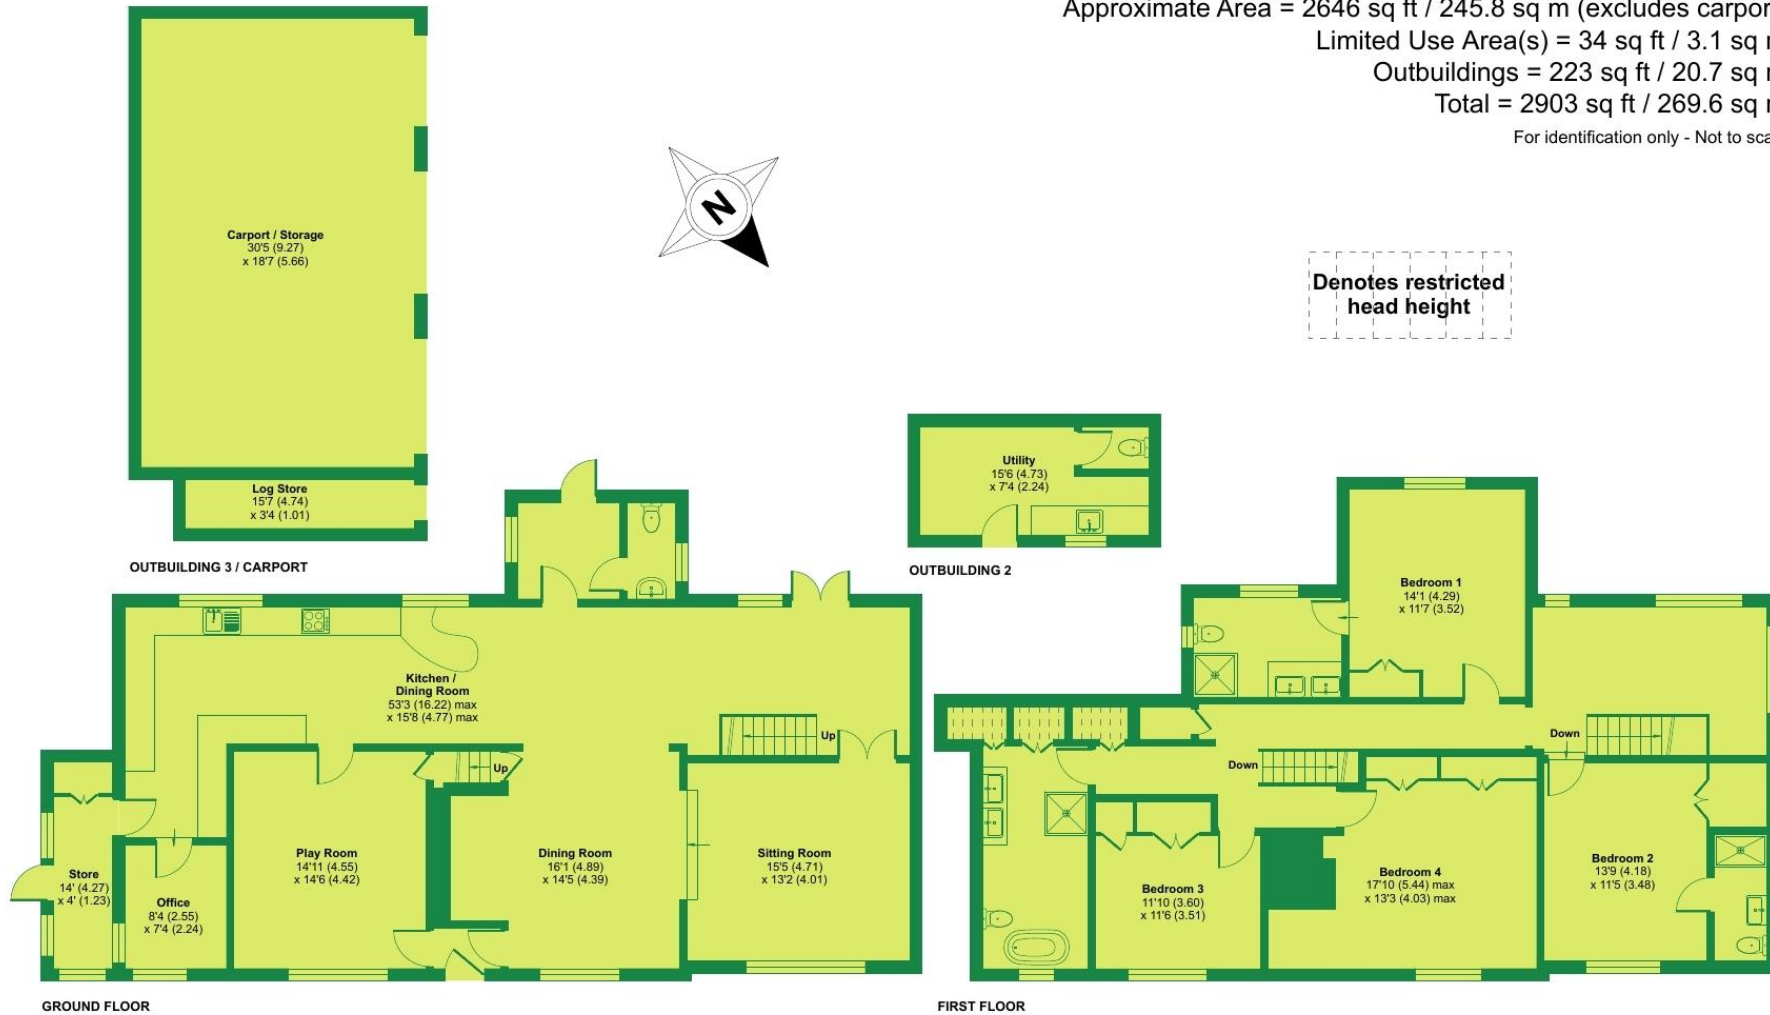 Approximate Area = 2646 sq ft / 245.8 sq m (excludes carpor
Limited Use Area(s) = 34 sq ft / 3.1 sq
Outbuildings = 223 sq ft / 20.7 sq
Total = 2903 sq ft / 269.6 sq
For identification only - Not to sca
N
Denotes restricted
head height
Carport / Storage
30'5 (9.27)
x 18'7 (5.66)
Log Store
15'7 (4.74)
x 3'4 (1.01)
OUTBUILDING 3 / CARPORT
Utility
15'6 (4.73)
x 7'4 (2.24)
OUTBUILDING 2
Kitchen /
Dining Room
53'3 (16.22) max
x 15'8 (4.77) max
Up
Up
Store
14' (4.27)
x 4' (1.23)
Office
8'4 (2.55)
x 7'4 (2.24)
Play Room
14'11 (4.55)
x 14'6 (4.42)
Dining Room
16'1 (4.89)
x 14'5 (4.39)
Sitting Room
15'5 (4.71)
x 13'2 (4.01)
GROUND FLOOR
Bedroom 1
14'1 (4.29)
x 11'7 (3.52)
Down
Down
Bedroom 3
11'10 (3.60)
x 11'6 (3.51)
Bedroom 4
17'10 (5.44) max
x 13'3 (4.03) max
Bedroom 2
13'9 (4.18)
x 11'5 (3.48)
FIRST FLOOR